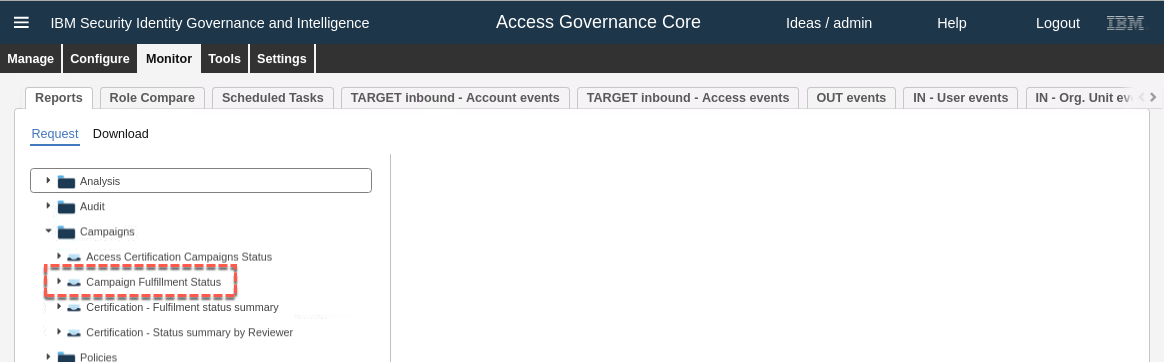 IBM Security Identity Governance and Intelligence Access Governance Core Ideas / admin Help Logout IBM
Manage Configure Monitor Tools Settings
Reports Role Compare Scheduled Tasks TARGET inbound - Account events TARGET inbound - Access events OUT events IN - User events IN - Org. Unit
Request Download
Analysis
Audit
Campaigns
Access Certification Campaigns Status
Campaign Fulfillment Status
Certification - Fulfilment status summary
Certification - Status summary by Reviewer
Policies